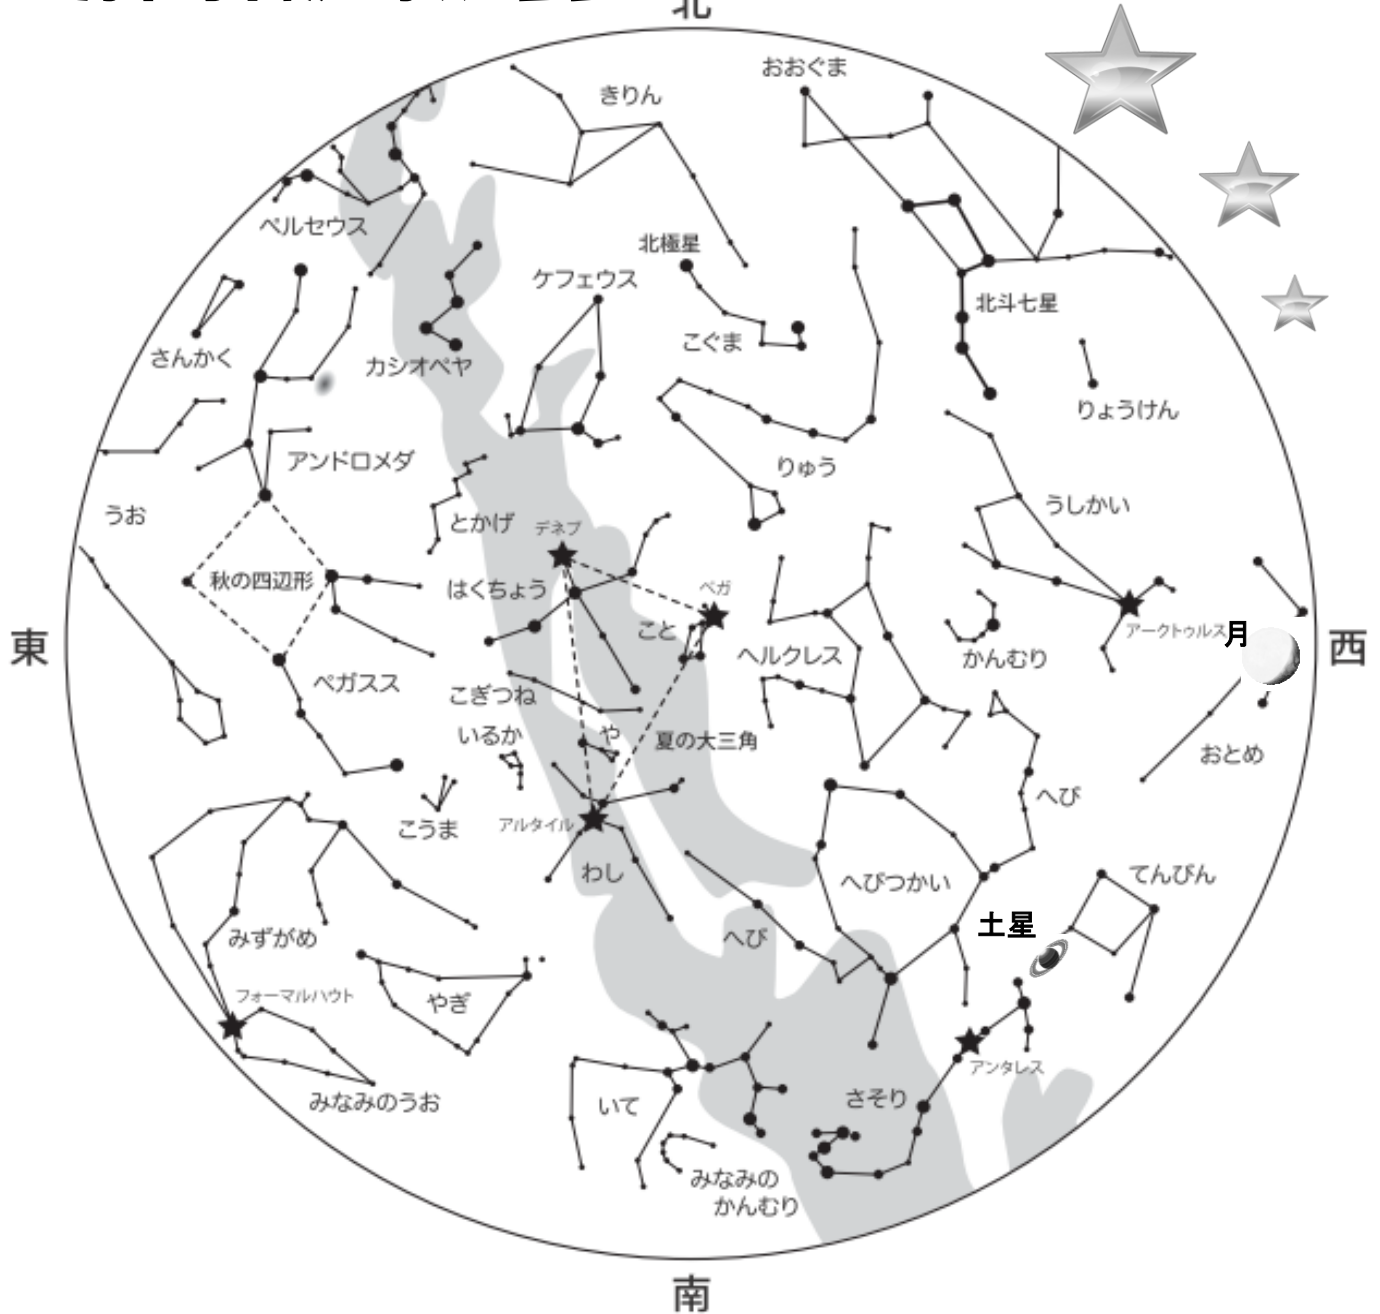 北
おおぐま
きりん
ペルセウス
北極星
ケフェウス
北斗七星
こぐま
さんかく
カシオペヤ
りょうけん
アンドロメダ
りゅう
うしかい
うお
とかげ
デネブ
秋の四辺形
はくちょう
ベガ
こと
アークトゥルス
月
東
西
ヘルクレス
かんむり
ペガスス
こぎつね
いるか
や
夏の大三角
おとめ
へび
こうま
アルタイル
わし
へびつかい
てんびん
土星
みずがめ
へび
フォーマルハウト
やぎ
アンタレス
みなみのうお
いて
さそり
みなみの
かんむり
南